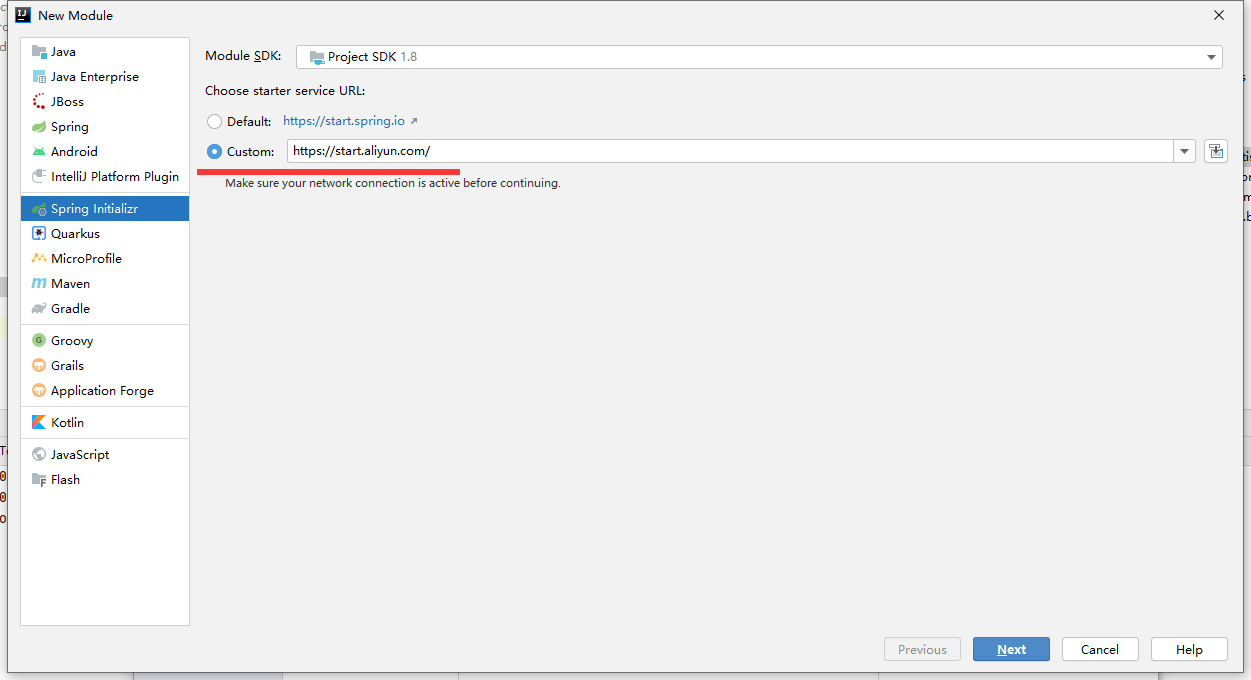 New Module
Java
Java Enterprise
JBoss
Spring
Android
IntelliJ Platform Plugin
Spring Initializr
Quarkus
MicroProfile
Maven
Gradle
Groovy
Grails
Application Forge
Kotlin
JavaScript
Flash
Module SDK: Project SDK 1.8
Choose starter service URL:
Default: https://start.spring.io
Custom: https://start.aliyun.com/
Make sure your network connection is active before continuing.
Previous Next Cancel Help